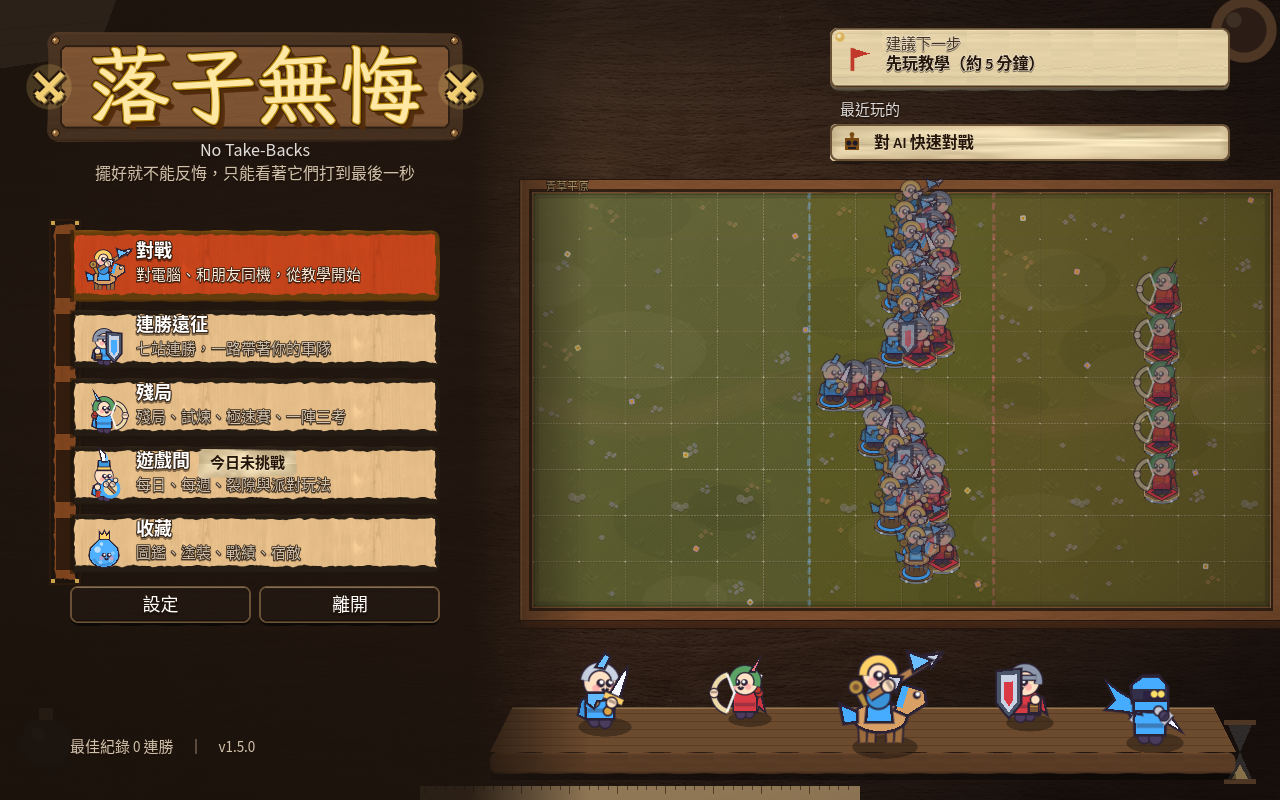 落子無悔
No Take-Backs
擺好就不能反悔，只能看著它們打到最後一秒
對戰
對電腦、和朋友同機，從教學開始
連勝遠征
七站連勝，一路帶著你的軍隊
殘局
殘局、試煉、極速賽、一陣三考
遊戲間
今日未挑戰
每日、每週、裂隙與派對玩法
收藏
圖鑑、塗裝、戰績、宿敵
設定
離開
最佳紀錄 0 連勝 | v1.5.0
建議下一步
先玩教學（約 5 分鐘）
最近玩的
對 AI 快速對戰
青草平原